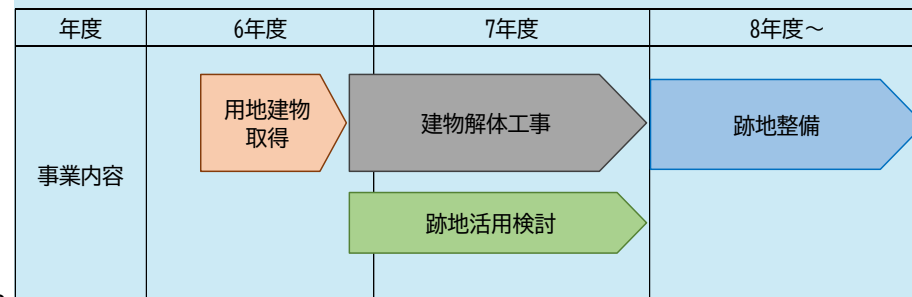 年度
6年度
7年度
8年度～
事業内容
用地建物
取得
建物解体工事
跡地整備
跡地活用検討